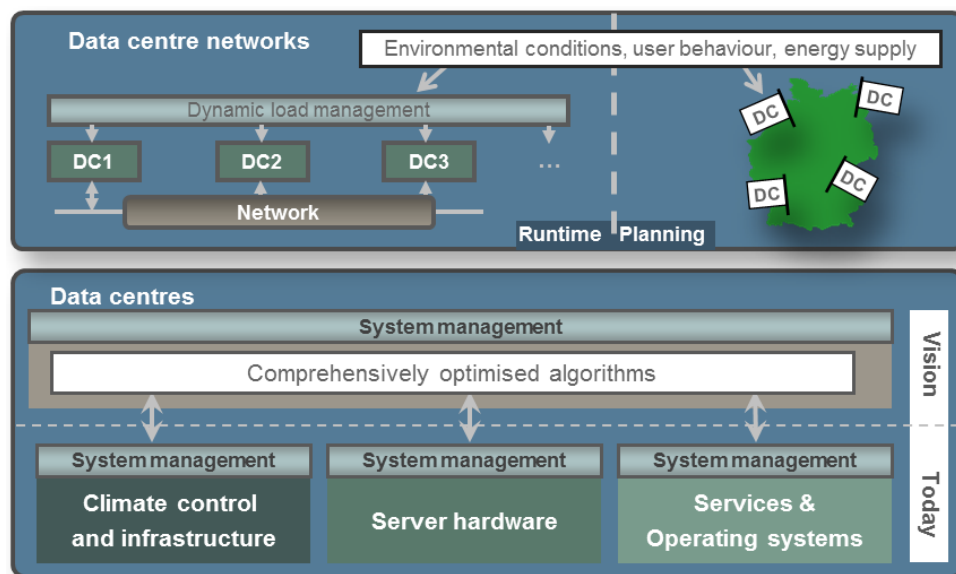 Data centre networks
Environmental conditions, user behaviour, energy supply
Dynamic load management
DC1
DC2
DC3
...
Network
DC
DC
DC
DC
Runtime
Planning
Data centres
System management
Comprehensively optimised algorithms
Vision
System management
System management
System management
Climate control
and infrastructure
Server hardware
Services &
Operating systems
Today